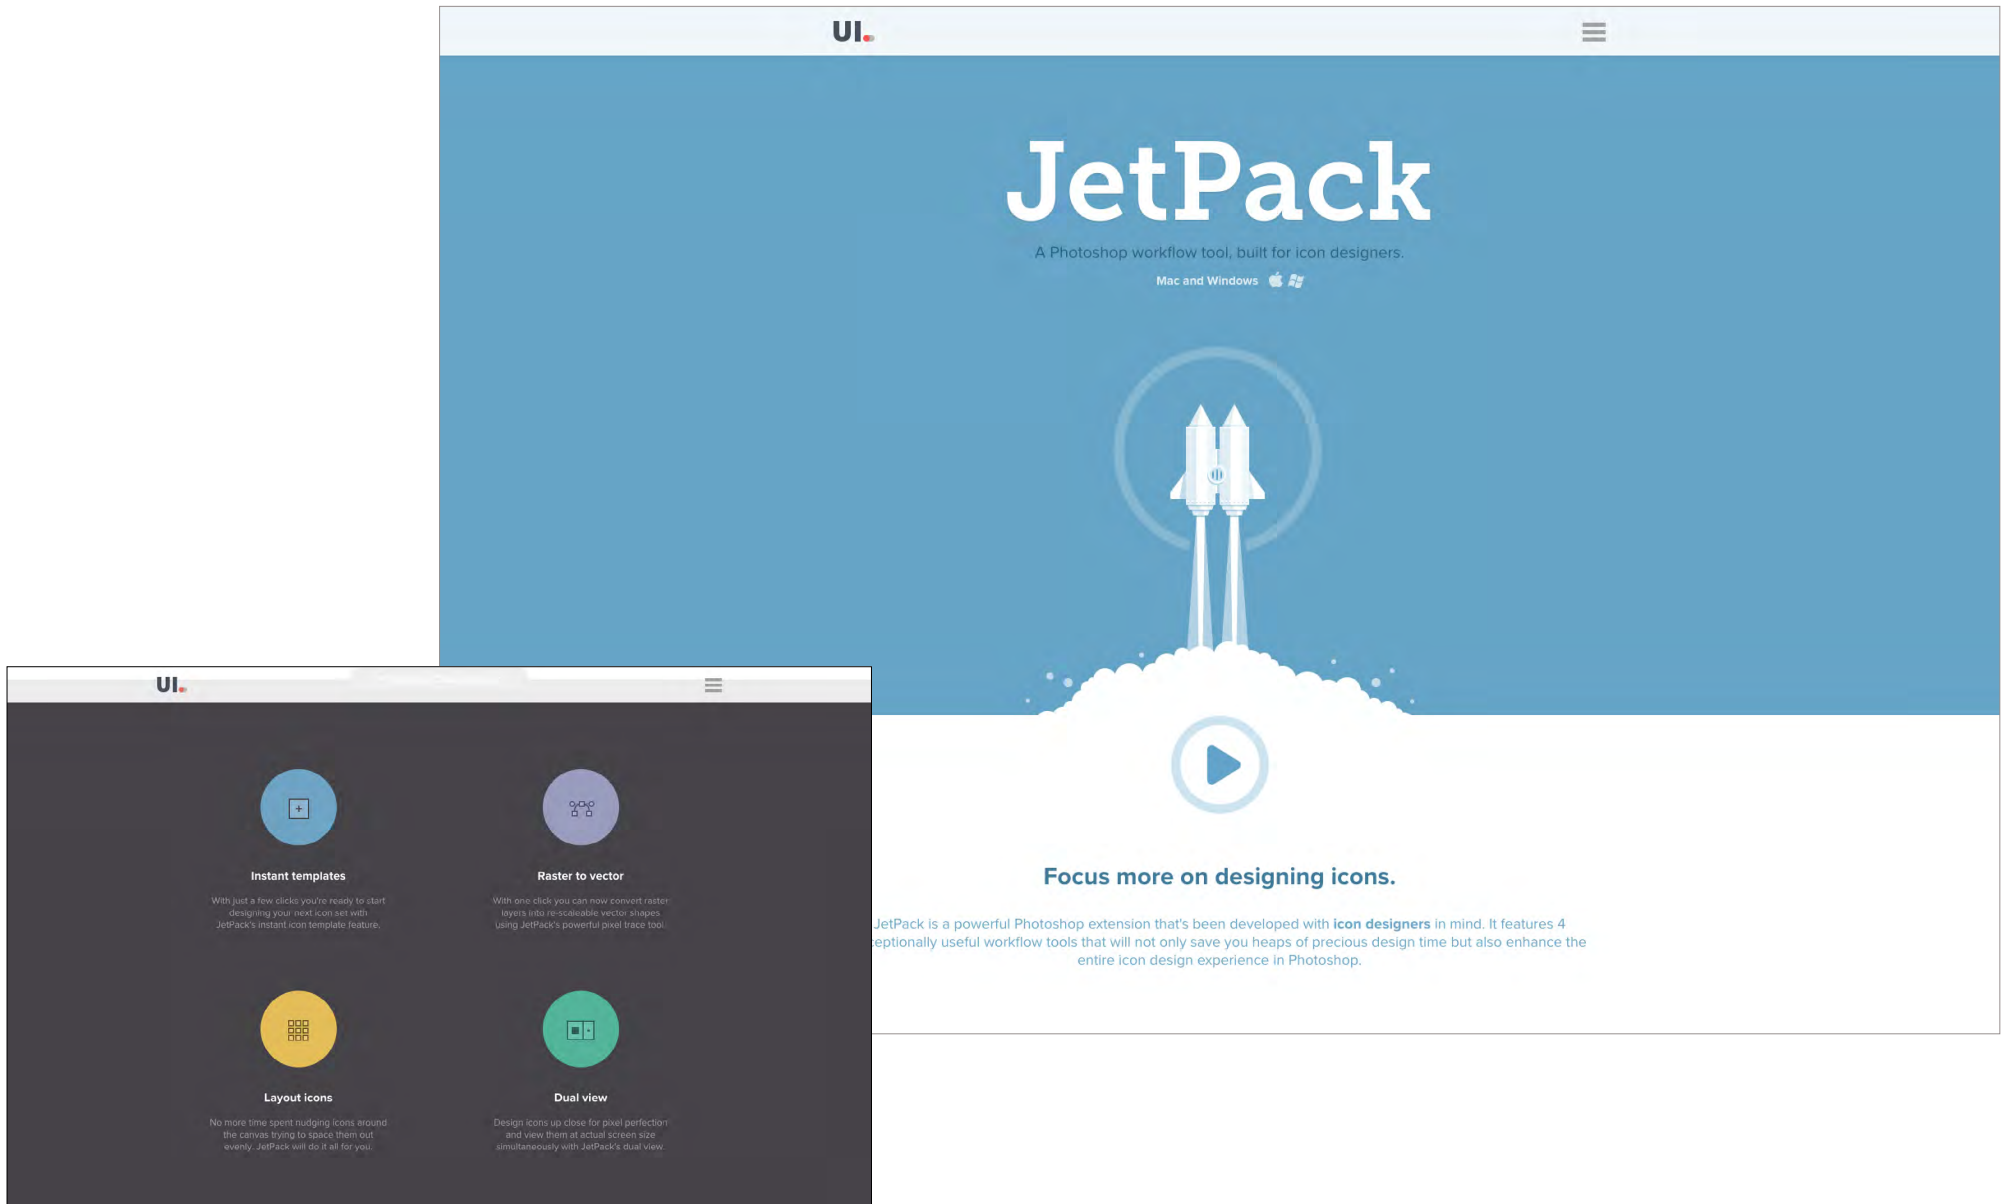 UI.
JetPack
A Photoshop workflow tool, built for icon designers.
Mac and Windows
Focus more on designing icons.
JetPack is a powerful Photoshop extension that's been developed with icon designers in mind. It features 4
useful workflow tools that will not only save you heaps of precious design time but also enhance the
entire icon design experience in Photoshop.
UI.
Instant templates
With just a few clicks you're ready to start
designing your next icon set with
JetPack's instant icon template feature.
Raster to vector
With one click you can now convert raster
layers into re-scaleable vector shapes
using JetPack's powerful pixel trace tool.
Layout icons
No more time spent nudging icons around
the canvas trying to space them out
evenly. JetPack will do it all for you.
Dual view
Design icons up close for pixel perfection
and view them at actual screen size
simultaneously with JetPack's dual view.